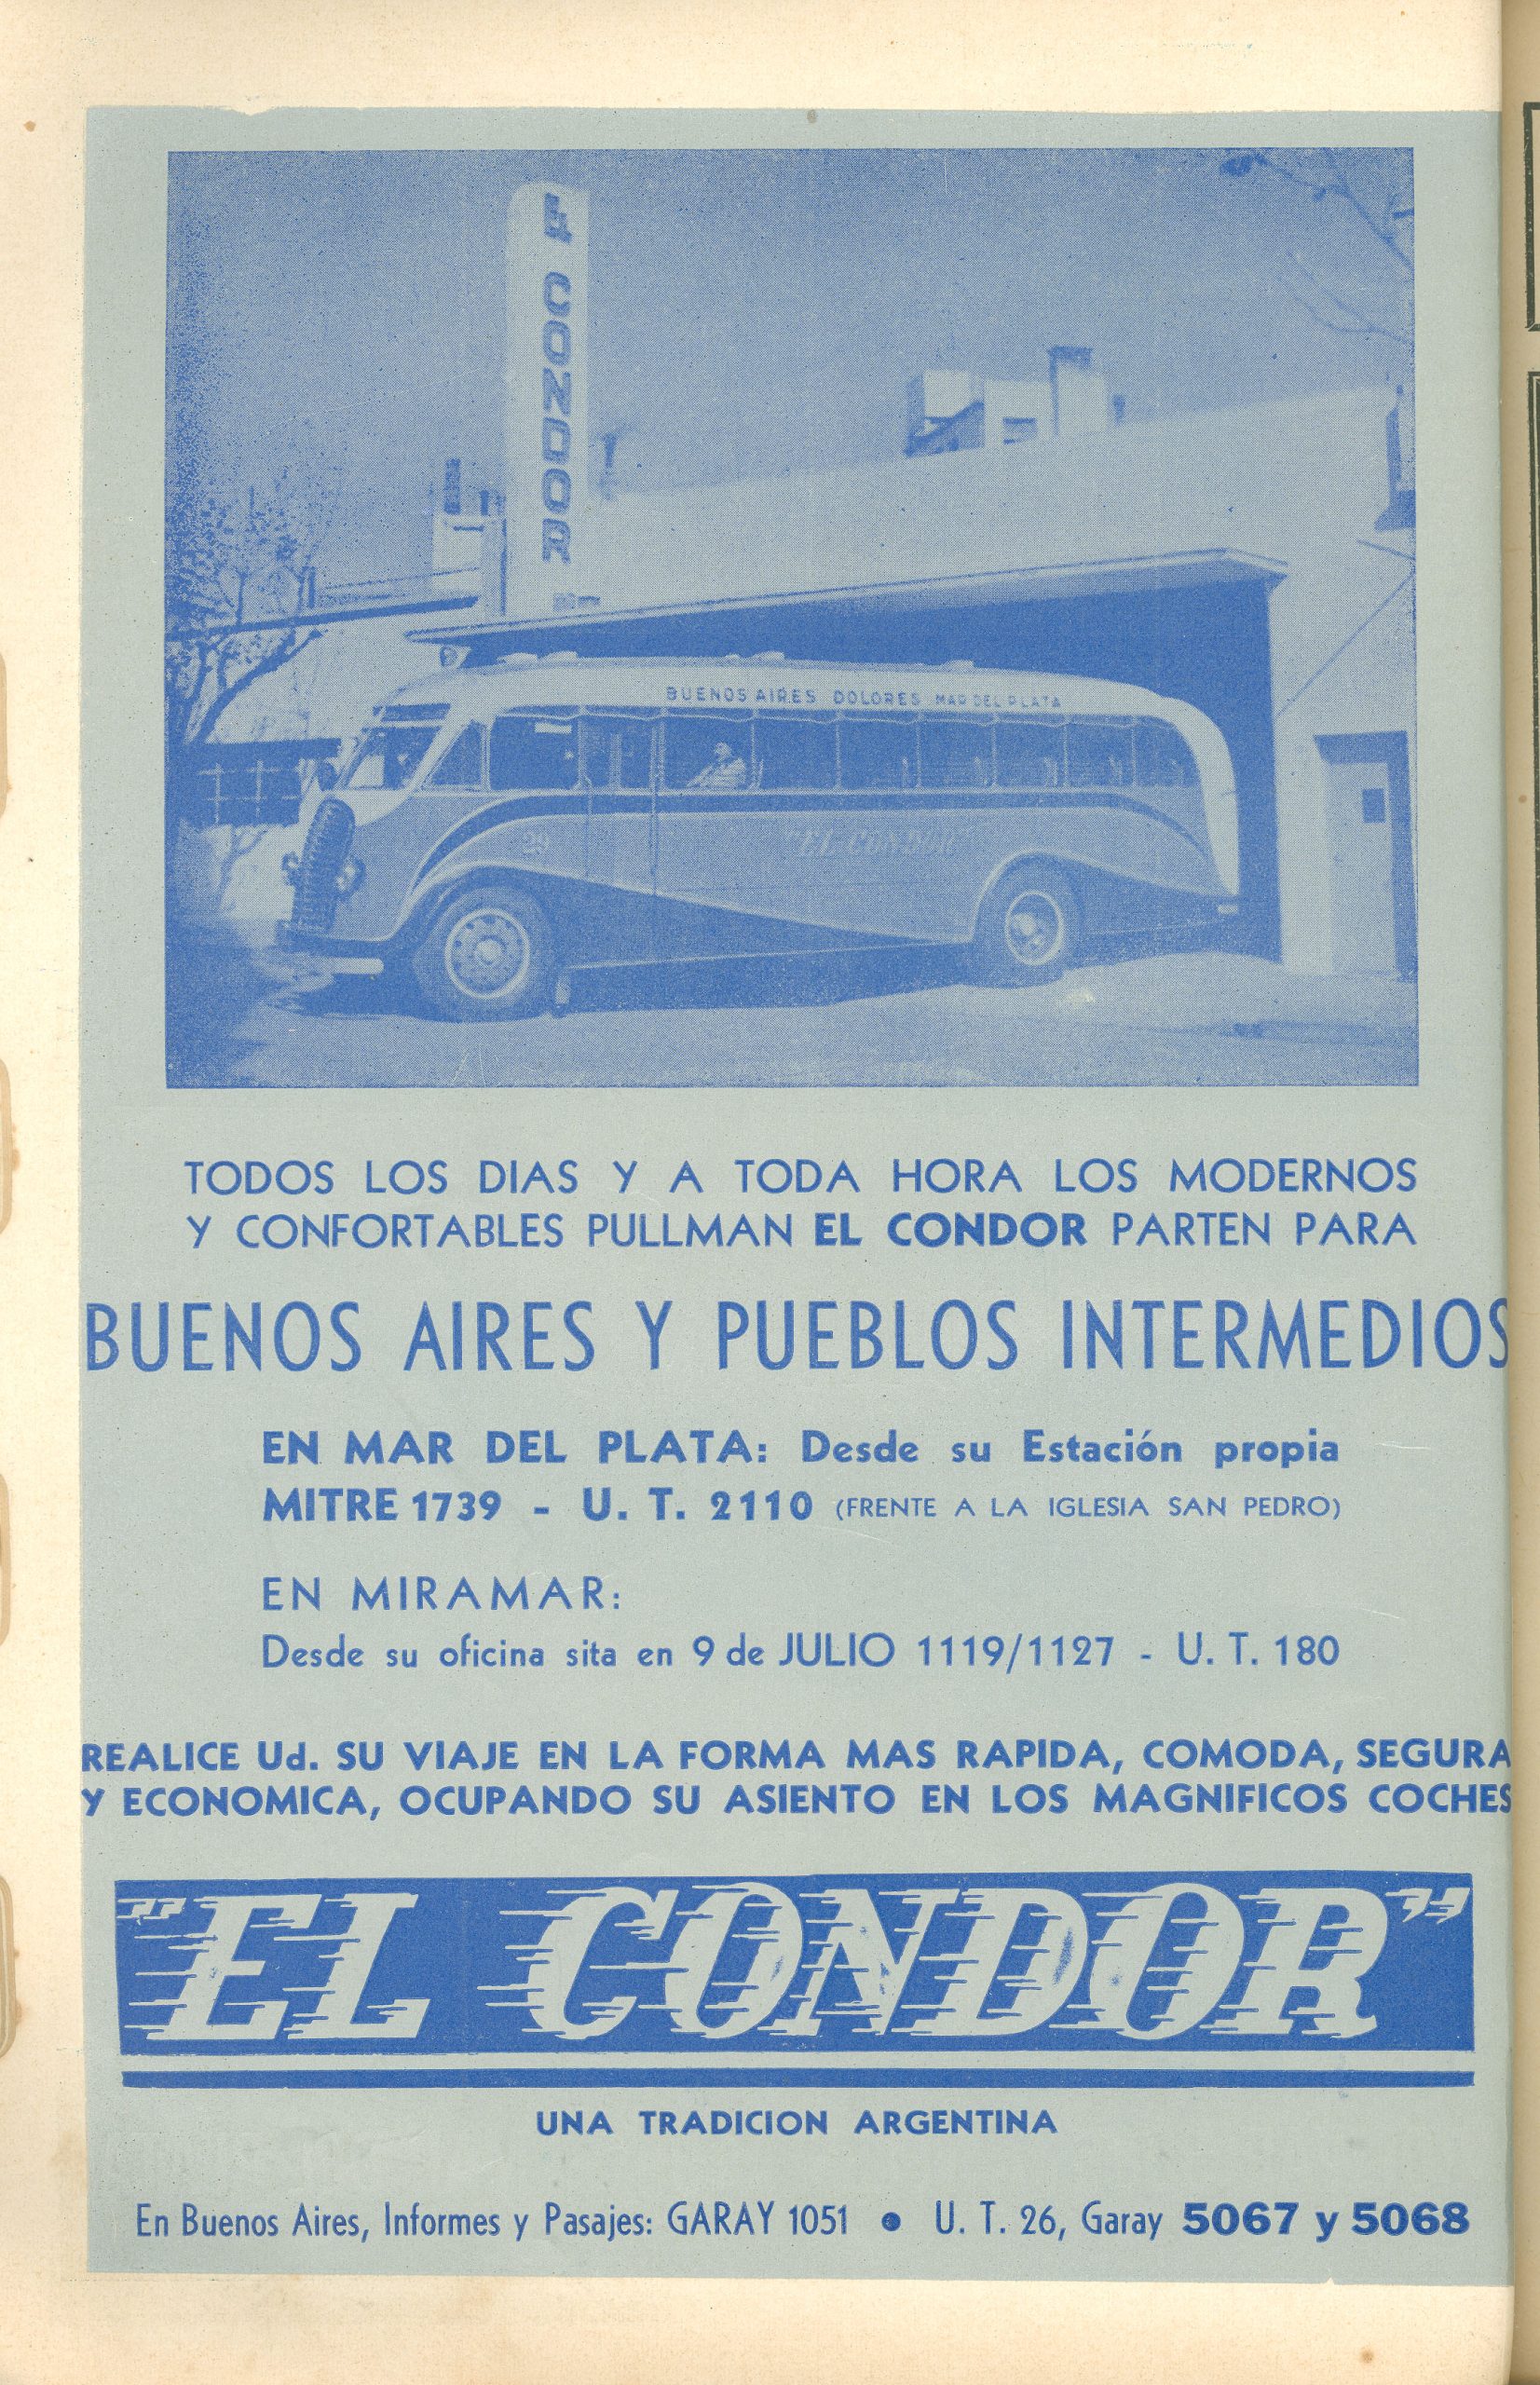 EL CONDOR
BUENOS AIRES DOLORES MAR DEL PLATA
29
"EL CONDOR"
TODOS LOS DIAS Y A TODA HORA LOS MODERNOS
Y CONFORTABLES PULLMAN EL CONDOR PARTEN PARA
BUENOS AIRES Y PUEBLOS INTERMEDIOS
EN MAR DEL PLATA: Desde su Estación propia
MITRE 1739 - U. T. 2110 (FRENTE A LA IGLESIA SAN PEDRO)
EN MIRAMAR:
Desde su oficina sita en 9 de JULIO 1119/1127 - U. T. 180
REALICE Ud. SU VIAJE EN LA FORMA MAS RAPIDA, COMODA, SEGURA
Y ECONOMICA, OCUPANDO SU ASIENTO EN LOS MAGNIFICOS COCHES
"EL CONDOR"
UNA TRADICION ARGENTINA
En Buenos Aires, Informes y Pasajes: GARAY 1051 • U. T. 26, Garay 5067 y 5068